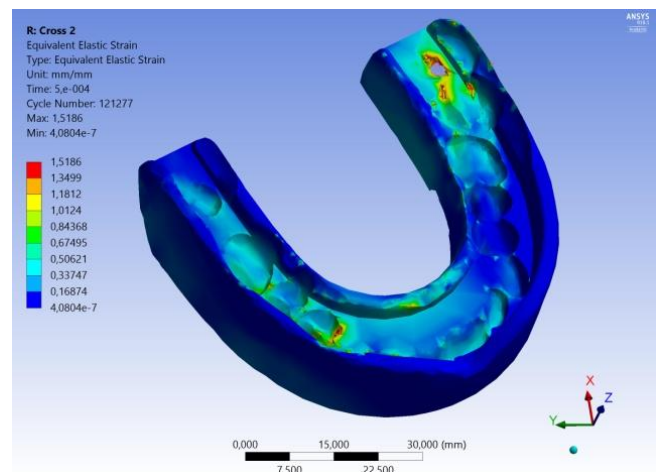 R: Cross 2
Equivalent Elastic Strain
Type: Equivalent Elastic Strain
Unit: mm/mm
Time: 5,e-004
Cycle Number: 121277
Max: 1,5186
Min: 4,0804e-7
1,5186
1,3499
1,1812
1,0124
0,84368
0,67495
0,50621
0,33747
0,16874
4,0804e-7
ANSYS
X
Y
Z
0,000 15,000 30,000 (mm)
7,500 22,500